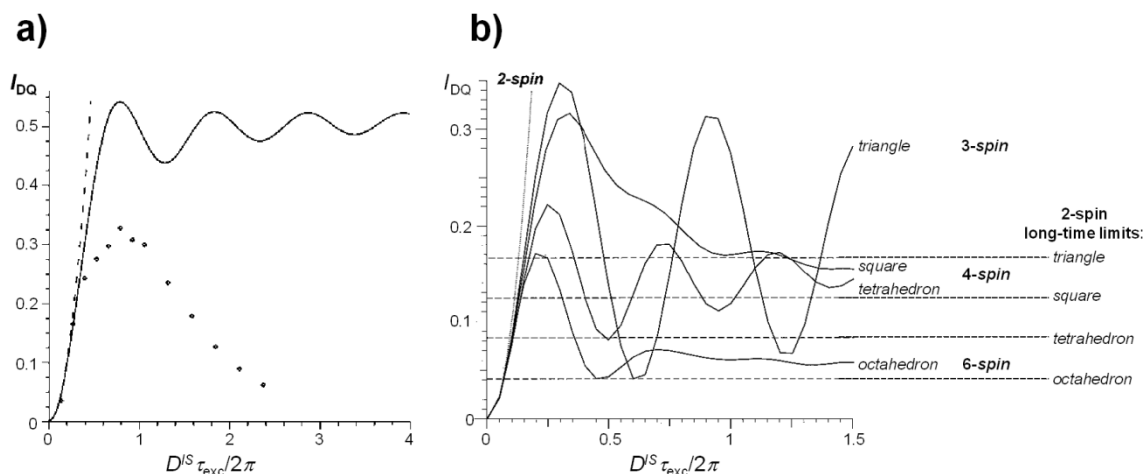 a)
I_DQ
0.5
0.4
0.3
0.2
0.1
0
0 1 2 3 4
D^IS τ_exc/2π
b)
I_DQ
2-spin
0.3
0.2
0.1
0
0 0.5 1 1.5
D^IS τ_exc/2π
triangle 3-spin
2-spin
long-time limits:
triangle
square
4-spin
tetrahedron
square
tetrahedron
octahedron 6-spin
octahedron